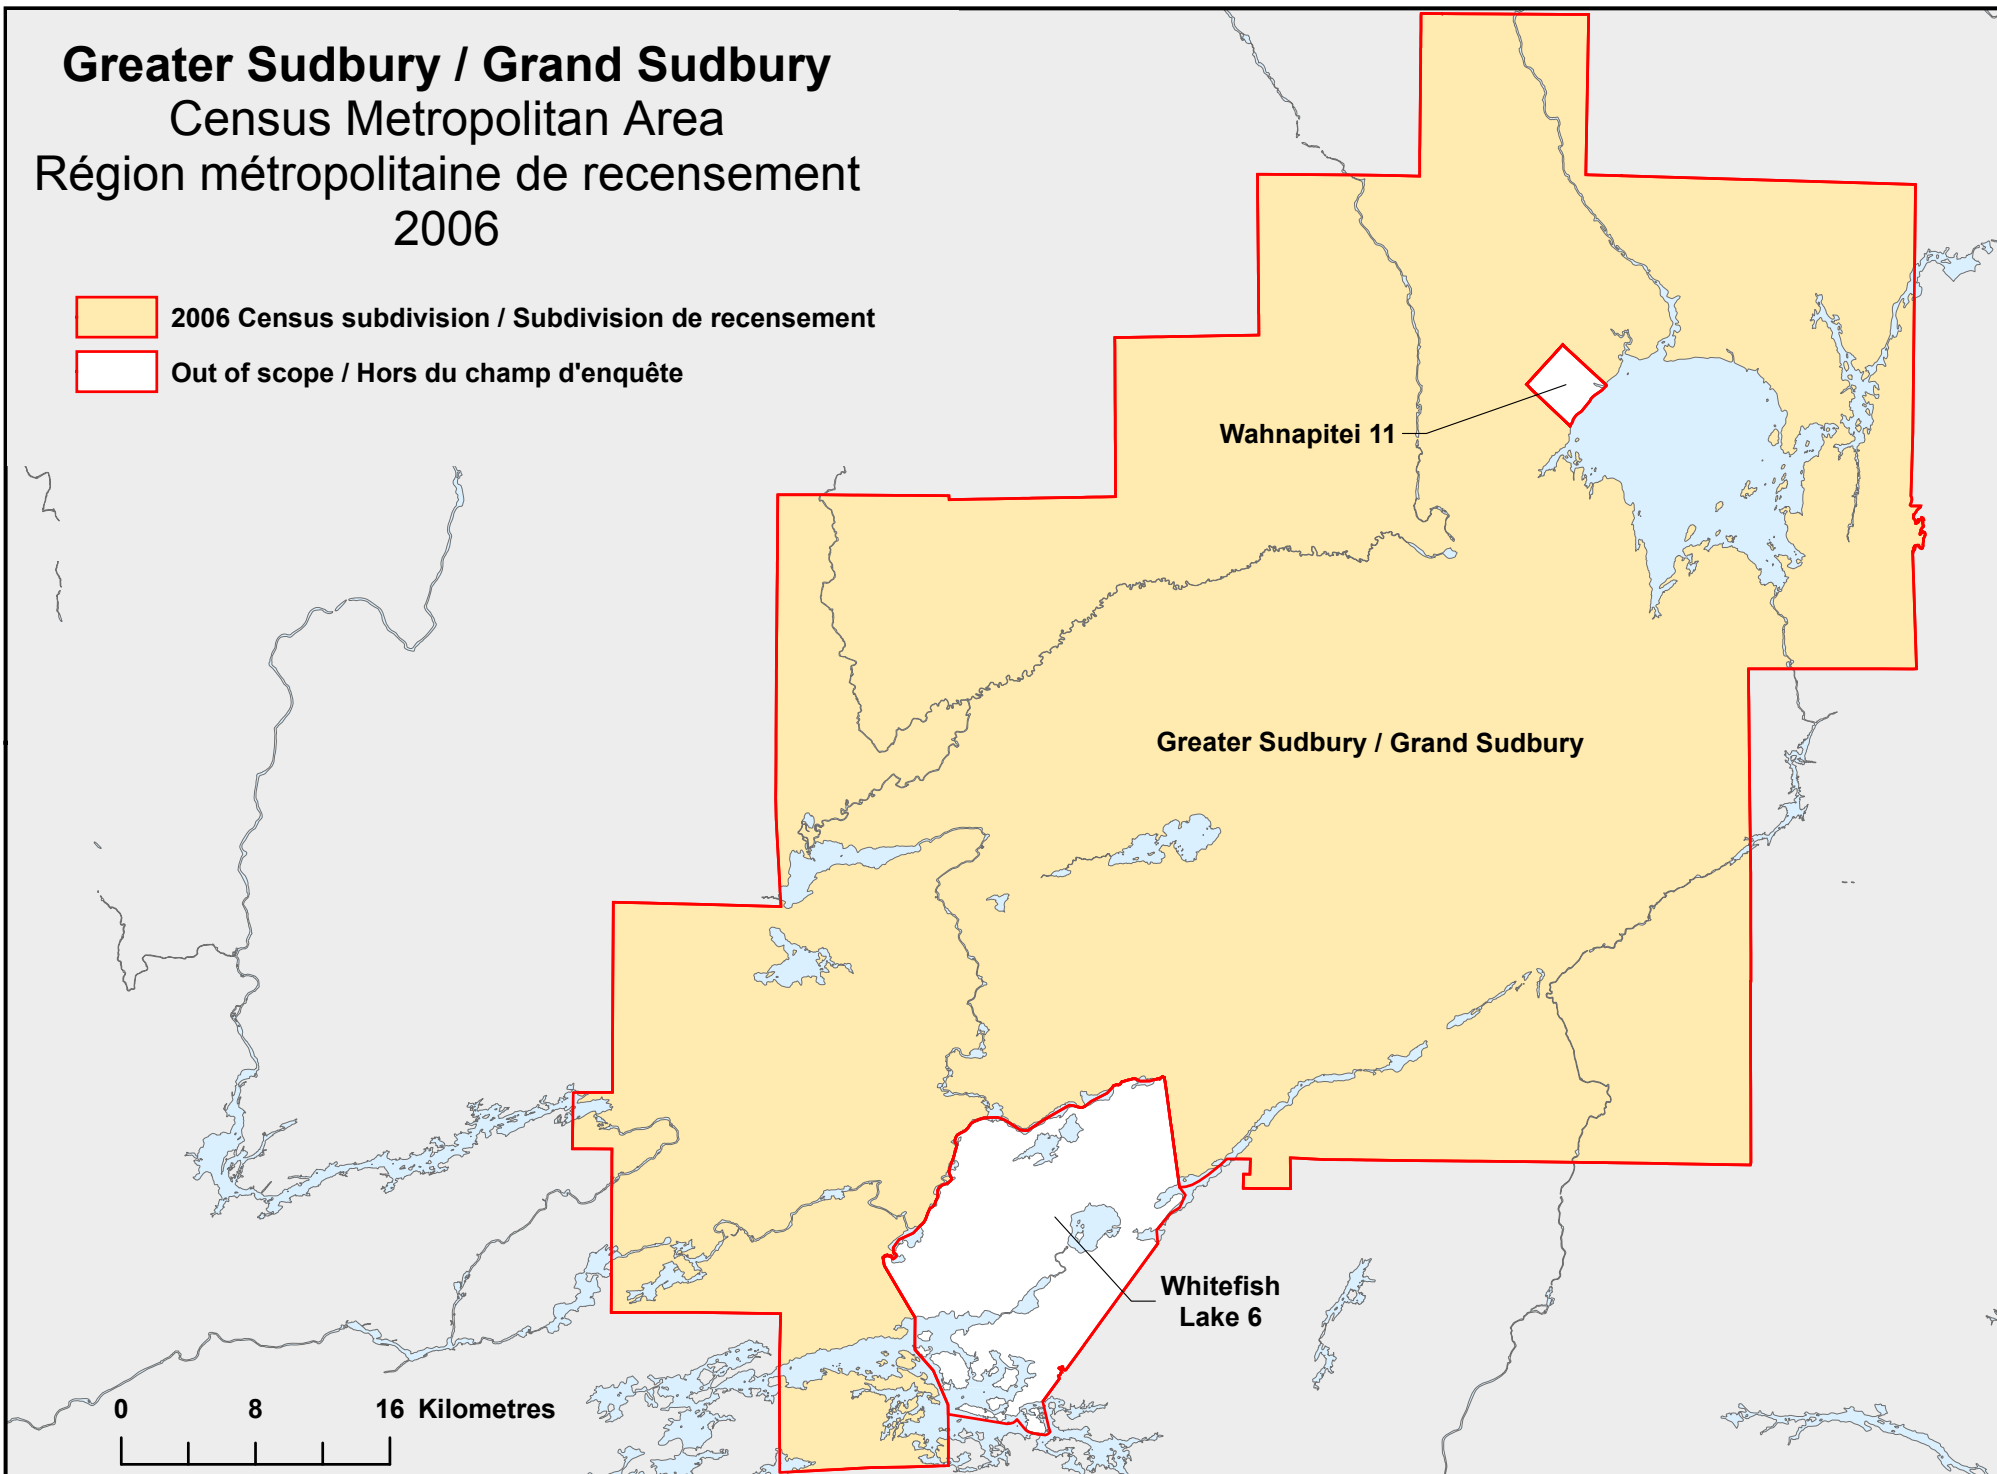 Greater Sudbury / Grand Sudbury
Census Metropolitan Area
Région métropolitaine de recensement
2006
2006 Census subdivision / Subdivision de recensement
Out of scope / Hors du champ d'enquête
Wahnapitei 11
Greater Sudbury / Grand Sudbury
Whitefish
Lake 6
0 8 16 Kilometres